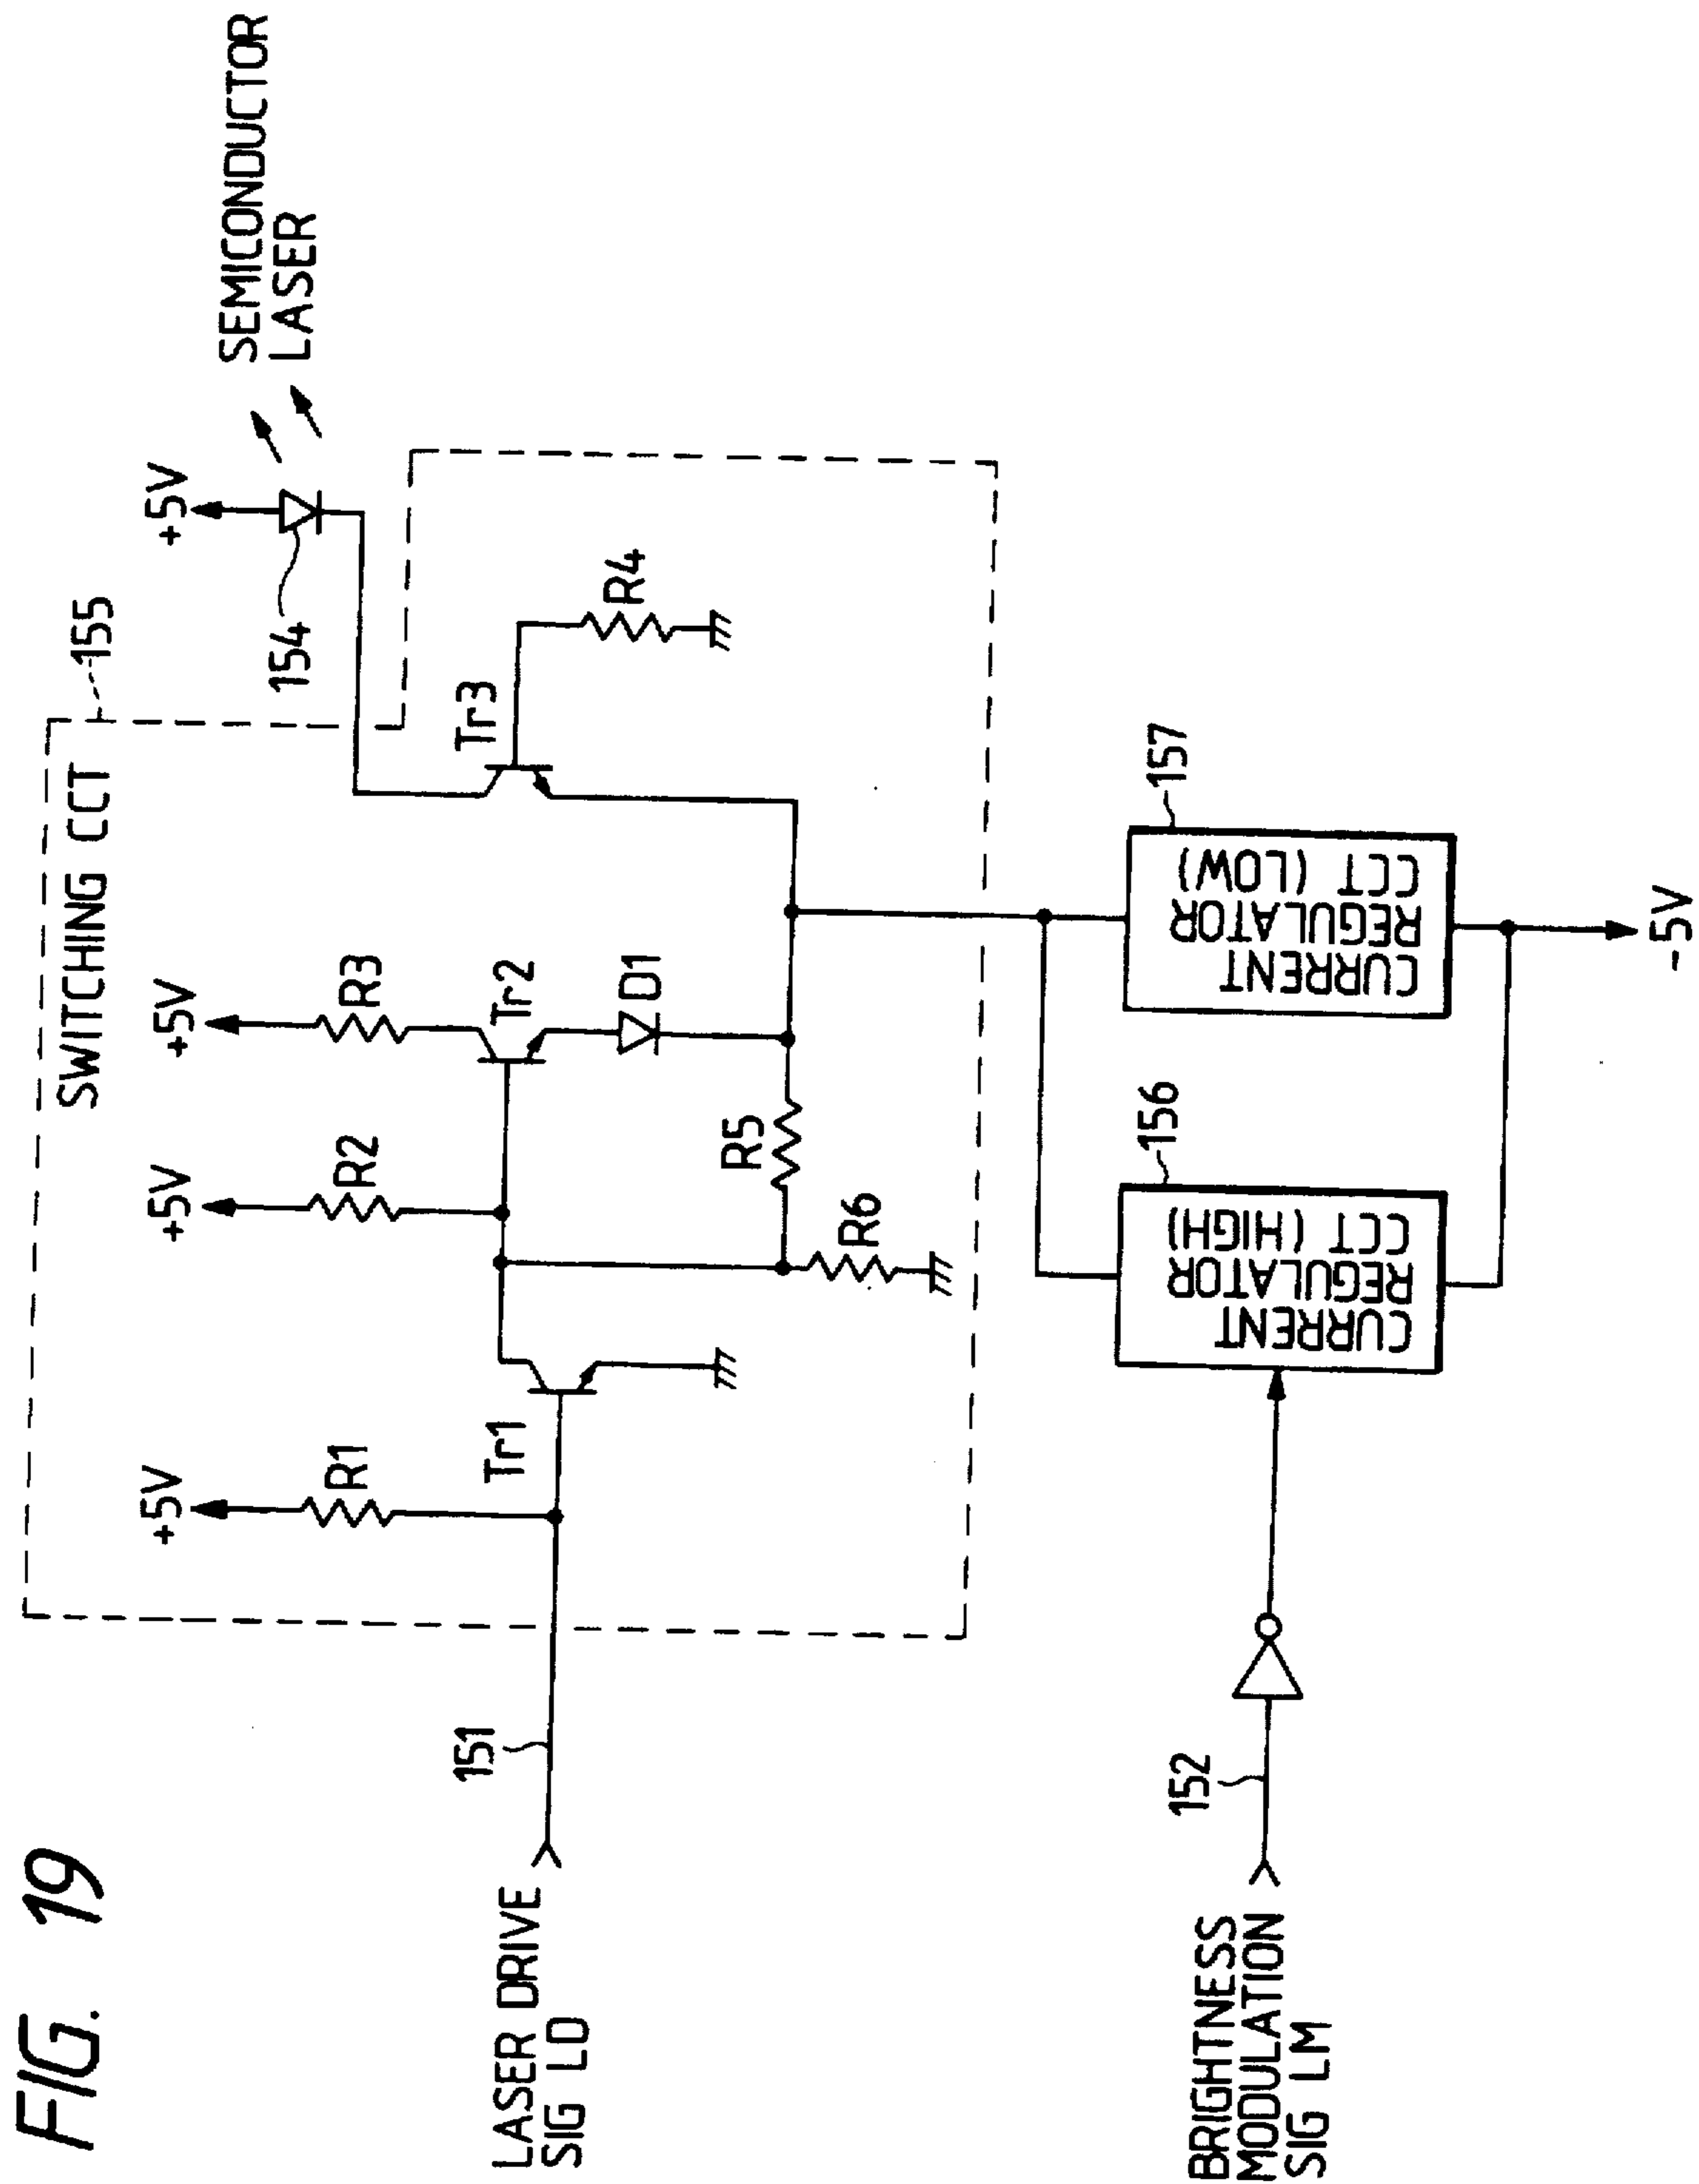 FIG. 19
SWITCHING CCT
155
+5V
+5V
+5V
+5V
SEMICONDUCTOR
LASER
154
R1
R2
R3
Tr1
Tr2
Tr3
R4
D1
R5
R6
LASER DRIVE
SIG LD
151
BRIGHTNESS
MODULATION
SIG LM
152
156
CURRENT
REGULATOR
CCT (HIGH)
157
CURRENT
REGULATOR
CCT (LOW)
-5V